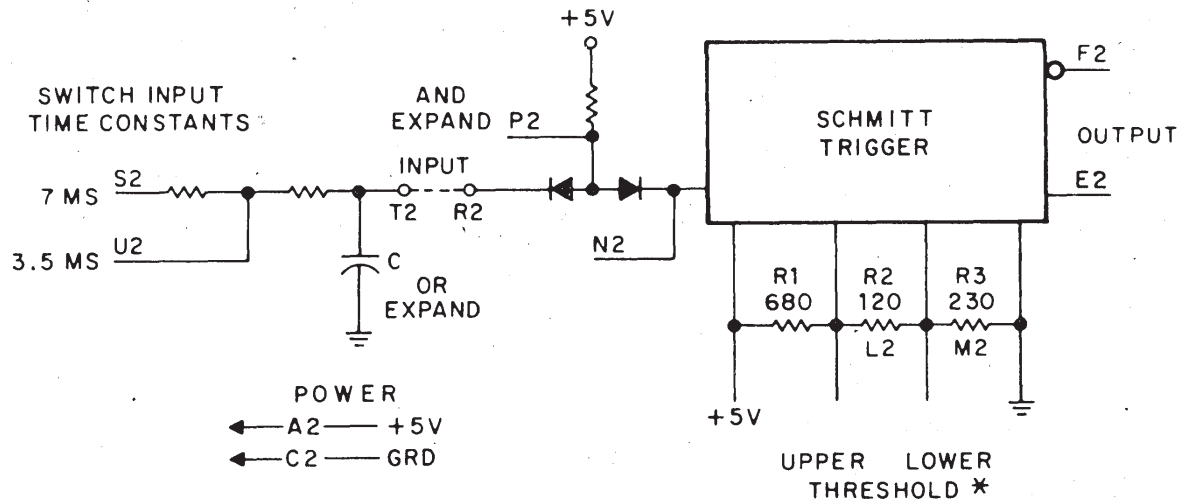 +5V
SWITCH INPUT
TIME CONSTANTS
AND
EXPAND
P2
INPUT
7 MS
S2
T2
R2
3.5 MS
U2
N2
C
OR
EXPAND
SCHMITT
TRIGGER
F2
OUTPUT
E2
R1
680
R2
120
R3
230
L2
M2
+5V
UPPER LOWER
THRESHOLD *
POWER
A2 +5V
C2 GRD